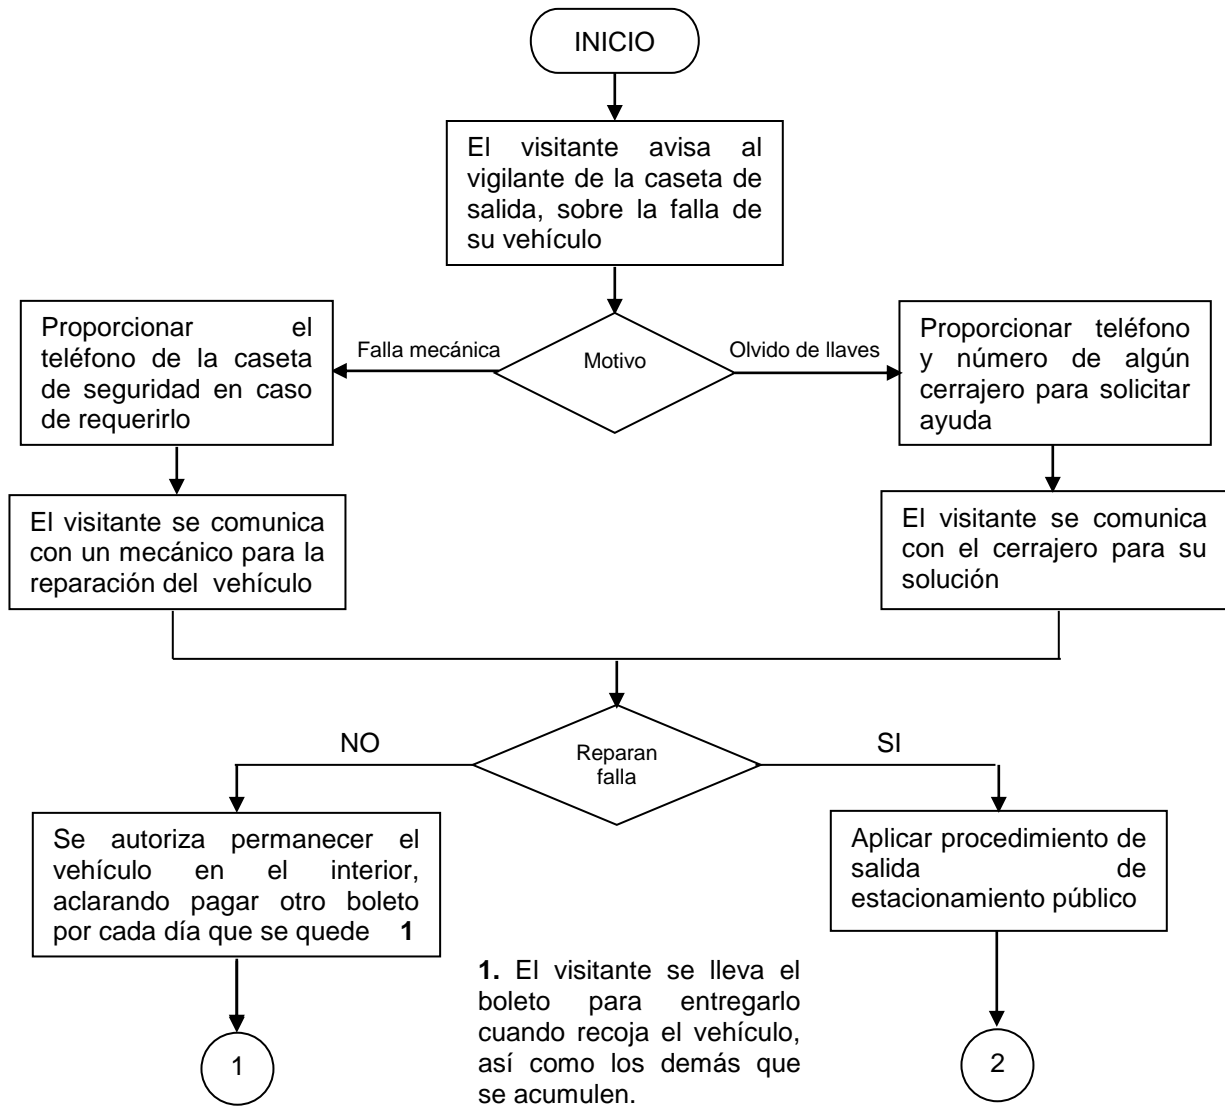 INICIO
El visitante avisa al
vigilante de la caseta de
salida, sobre la falla de
su vehículo
Proporcionar el
teléfono de la caseta
de seguridad en caso
de requerirlo
Falla mecánica
Motivo
Olvido de llaves
Proporcionar teléfono
y número de algún
cerrajero para solicitar
ayuda
El visitante se comunica
con un mecánico para la
reparación del vehículo
El visitante se comunica
con el cerrajero para su
solución
NO
Reparan
falla
SI
Se autoriza permanecer el
vehículo en el interior,
aclarando pagar otro boleto
por cada día que se quede 1
Aplicar procedimiento de
salida de
estacionamiento público
1. El visitante se lleva el
boleto para entregarlo
cuando recoja el vehículo,
así como los demás que
se acumulen.
1
2